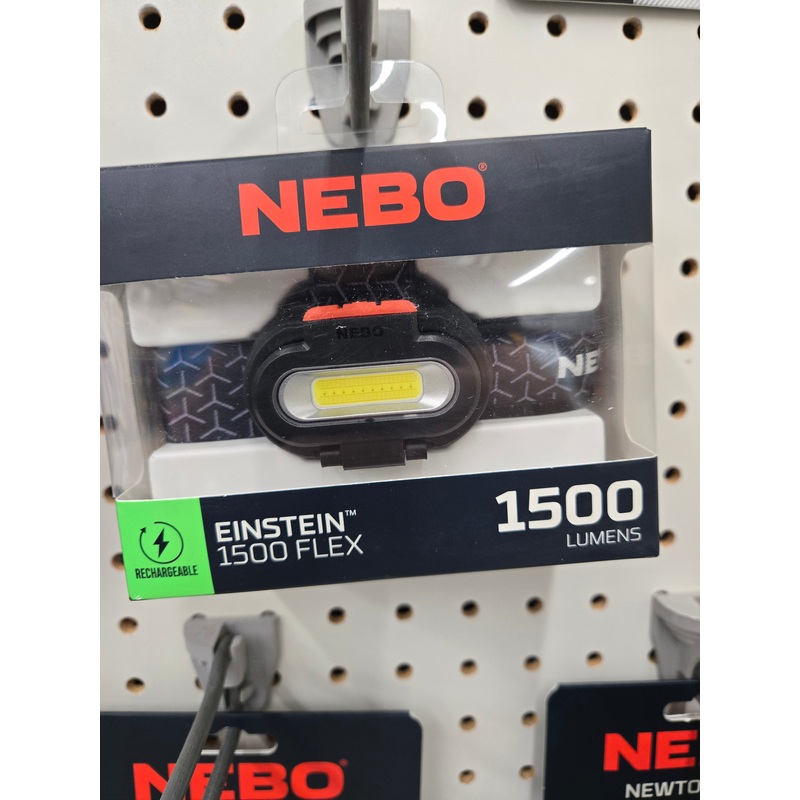 NEBO®
NEBO
NE
RECHARGEABLE
EINSTEIN™
1500 FLEX
1500
LUMENS
NEBO®
NE
NEWTO